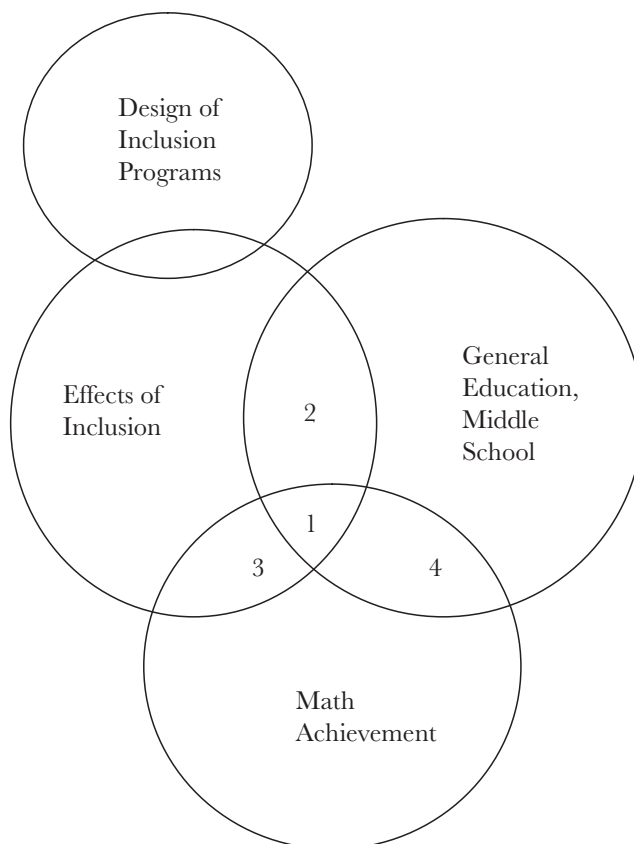 Design of
Inclusion
Programs
General
Education,
Middle
School
Effects of
Inclusion
2
1
3
4
Math
Achievement